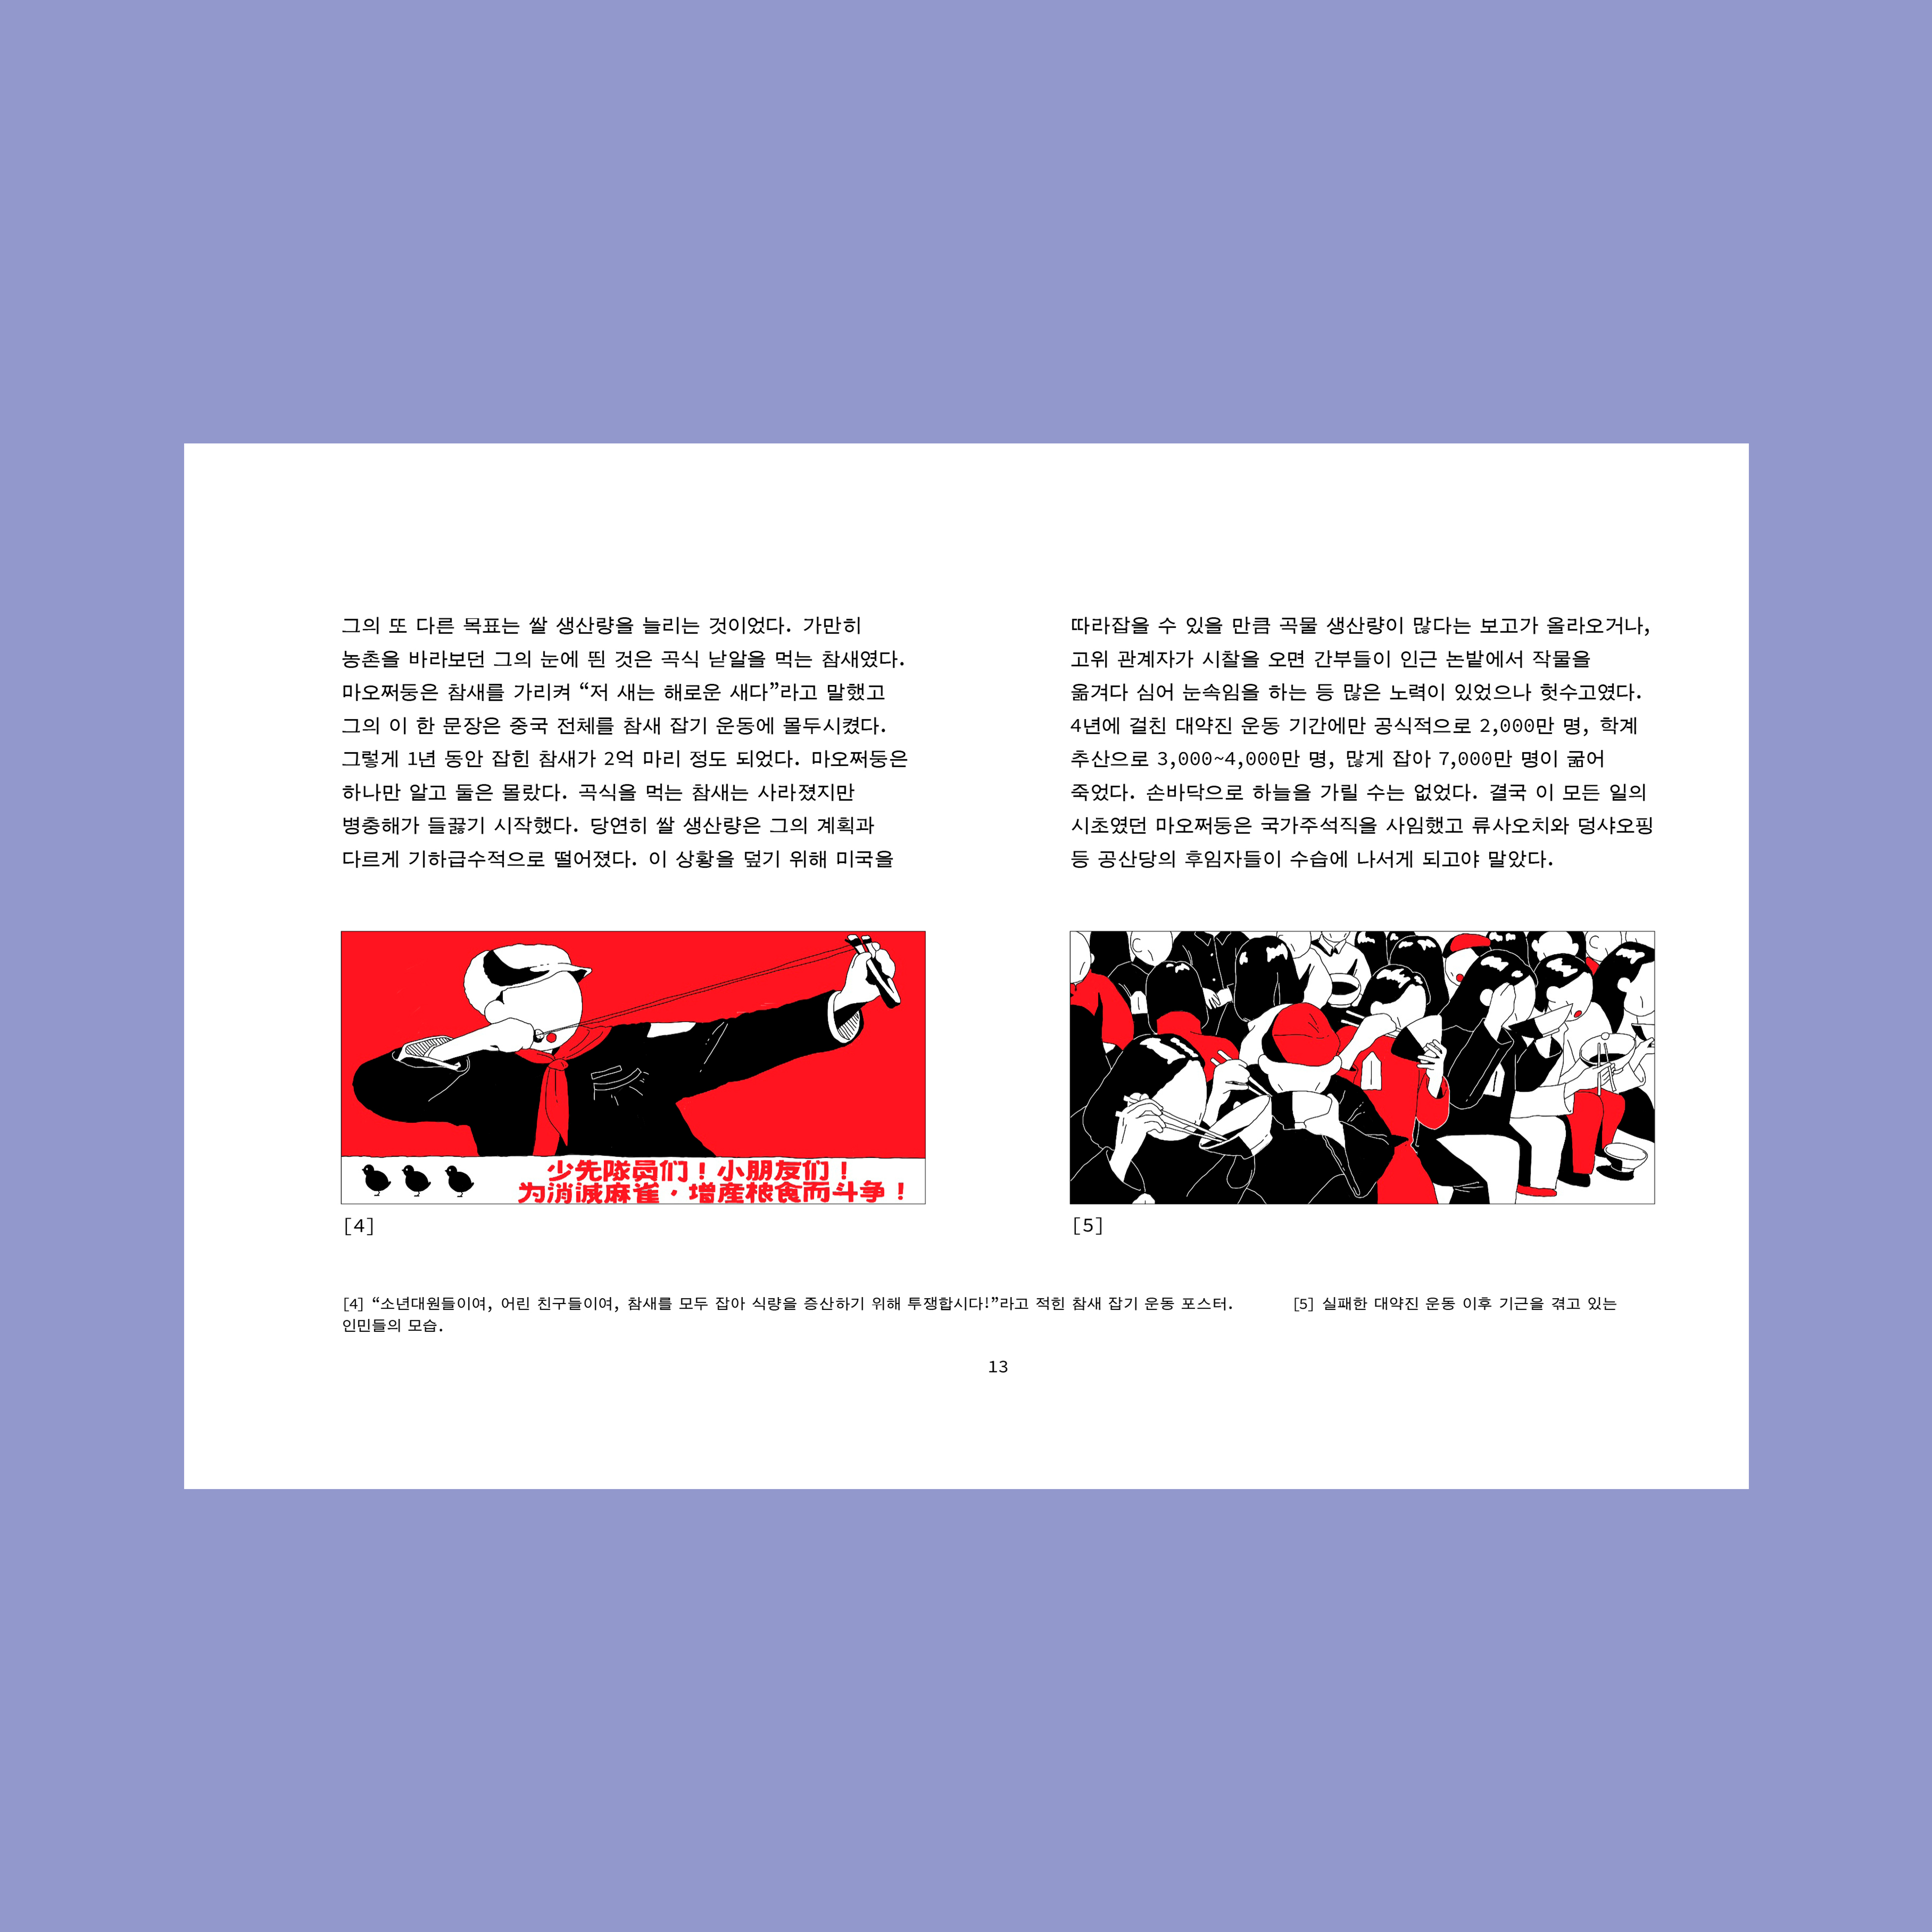 그의 또 다른 목표는 쌀 생산량을 늘리는 것이었다. 가만히
농촌을 바라보던 그의 눈에 띈 것은 곡식 낟알을 먹는 참새였다.
마오쩌둥은 참새를 가리켜 “저 새는 해로운 새다”라고 말했고
그의 이 한 문장은 중국 전체를 참새 잡기 운동에 몰두시켰다.
그렇게 1년 동안 잡힌 참새가 2억 마리 정도 되었다. 마오쩌둥은
하나만 알고 둘은 몰랐다. 곡식을 먹는 참새는 사라졌지만
병충해가 들끓기 시작했다. 당연히 쌀 생산량은 그의 계획과
다르게 기하급수적으로 떨어졌다. 이 상황을 덮기 위해 미국을
따라잡을 수 있을 만큼 곡물 생산량이 많다는 보고가 올라오거나,
고위 관계자가 시찰을 오면 간부들이 인근 논밭에서 작물을
옮겨다 심어 눈속임을 하는 등 많은 노력이 있었으나 헛수고였다.
4년에 걸친 대약진 운동 기간에만 공식적으로 2,000만 명, 학계
추산으로 3,000~4,000만 명, 많게 잡아 7,000만 명이 굶어
죽었다. 손바닥으로 하늘을 가릴 수는 없었다. 결국 이 모든 일의
시초였던 마오쩌둥은 국가주석직을 사임했고 류사오치와 덩샤오핑
등 공산당의 후임자들이 수습에 나서게 되고야 말았다.
少先隊员们！小朋友们！
为消滅麻雀·增産粮食而斗争！
[4]
[5]
[4] “소년대원들이여, 어린 친구들이여, 참새를 모두 잡아 식량을 증산하기 위해 투쟁합시다!”라고 적힌 참새 잡기 운동 포스터. [5] 실패한 대약진 운동 이후 기근을 겪고 있는
인민들의 모습.
13